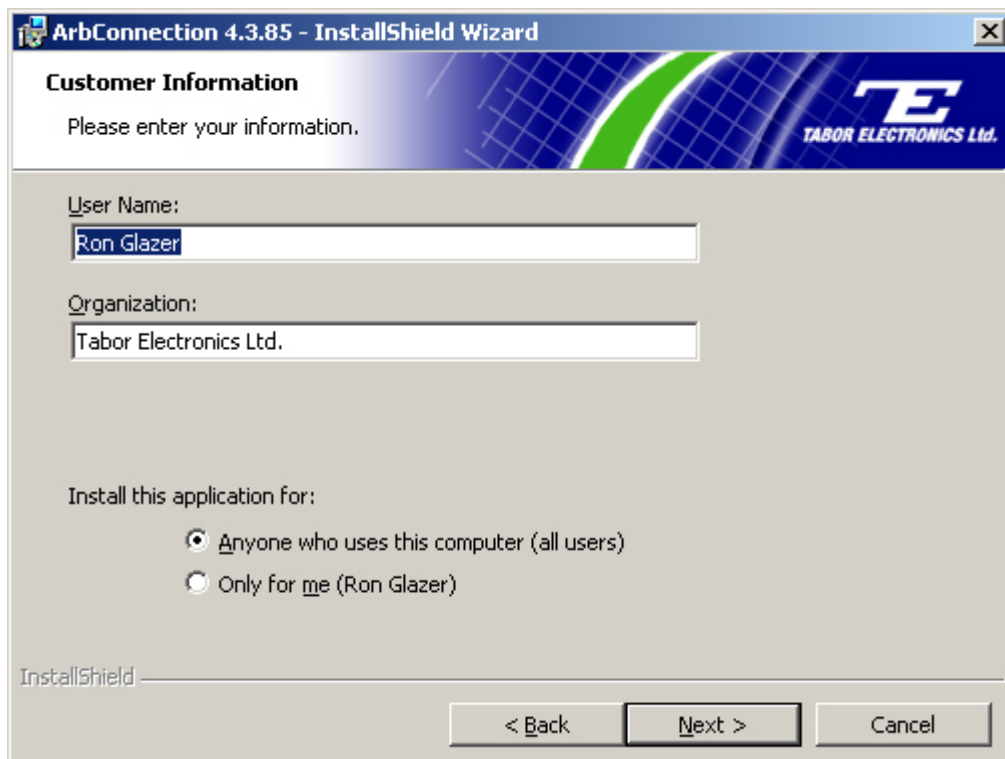 ArbConnection 4.3.85 - InstallShield Wizard
Customer Information
Please enter your information.
TE
TABOR ELECTRONICS Ltd.
User Name:
Ron Glazer
Organization:
Tabor Electronics Ltd.
Install this application for:
Anyone who uses this computer (all users)
Only for me (Ron Glazer)
InstallShield
< Back
Next >
Cancel